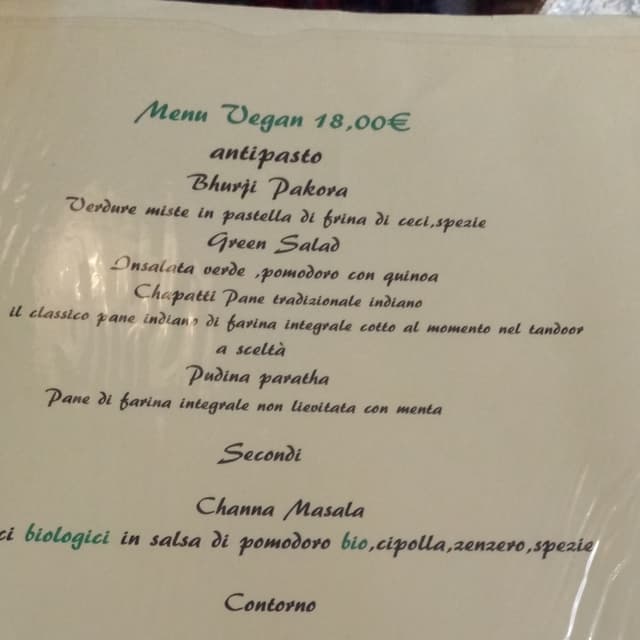 Menu Vegan 18,00€
antipasto
Bhurji Pakora
Verdure miste in pastella di frina di ceci,spezie
Green Salad
Insalata verde ,pomodoro con quinoa
Chapatti Pane tradizionale indiano
il classico pane indiano di farina integrale cotto al momento nel tandoor
a sceltà
Pudina paratha
Pane di farina integrale non lievitata con menta
Secondi
Channa Masala
ci biologici in salsa di pomodoro bio,cipolla,zenzero,spezie
Contorno